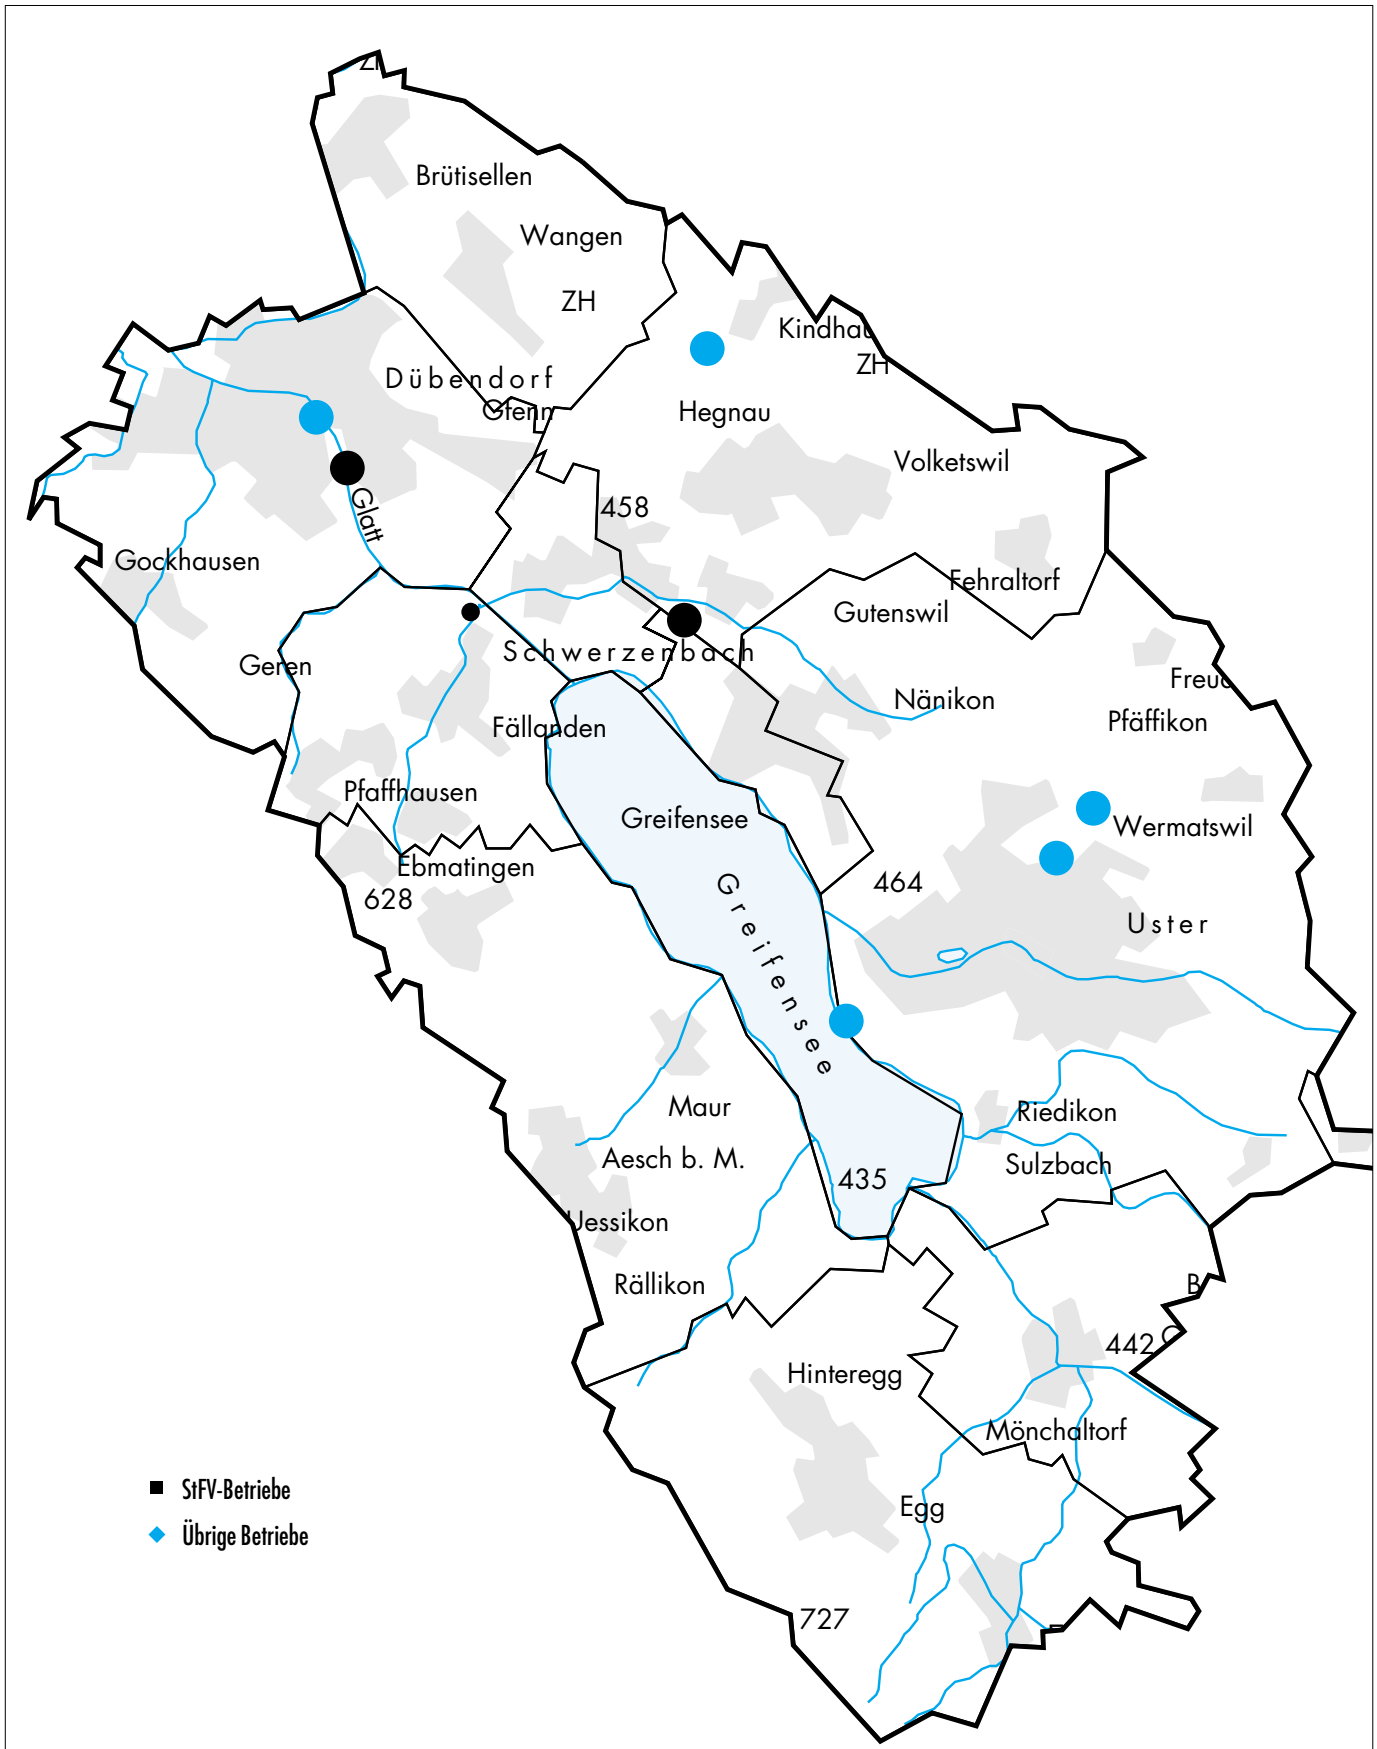 Brütisellen
Wangen
ZH
Kindhau
ZH
Dübendorf
Gfenn
Hegnau
Volketswil
458
Glatt
Gockhausen
Fehraltorf
Gutenswil
Schwerzenbach
Geren
Freud
Nänikon
Pfäffikon
Fällanden
Pfaffhausen
Greifensee
Wermatswil
Ebmatingen
464
628
Greifensee
Uster
Maur
Riedikon
Aesch b. M.
Sulzbach
435
Uessikon
Rällikon
B
442
Hinteregg
Mönchaltorf
StFV-Betriebe
Egg
Übrige Betriebe
727